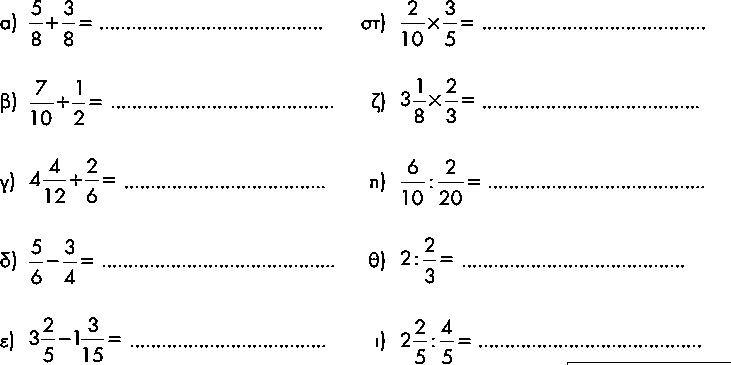 α) 5/8 + 3/8 = ........................................
στ) 2/10 × 3/5 = ........................................
β) 7/10 + 1/2 = ........................................
ζ) 3 1/8 × 2/3 = ........................................
γ) 4 4/12 + 2/6 = ........................................
η) 6/10 : 2/20 = ........................................
δ) 5/6 − 3/4 = ........................................
θ) 2 : 2/3 = ........................................
ε) 3 2/5 − 1 3/15 = ........................................
ι) 2 2/5 : 4/5 = ........................................